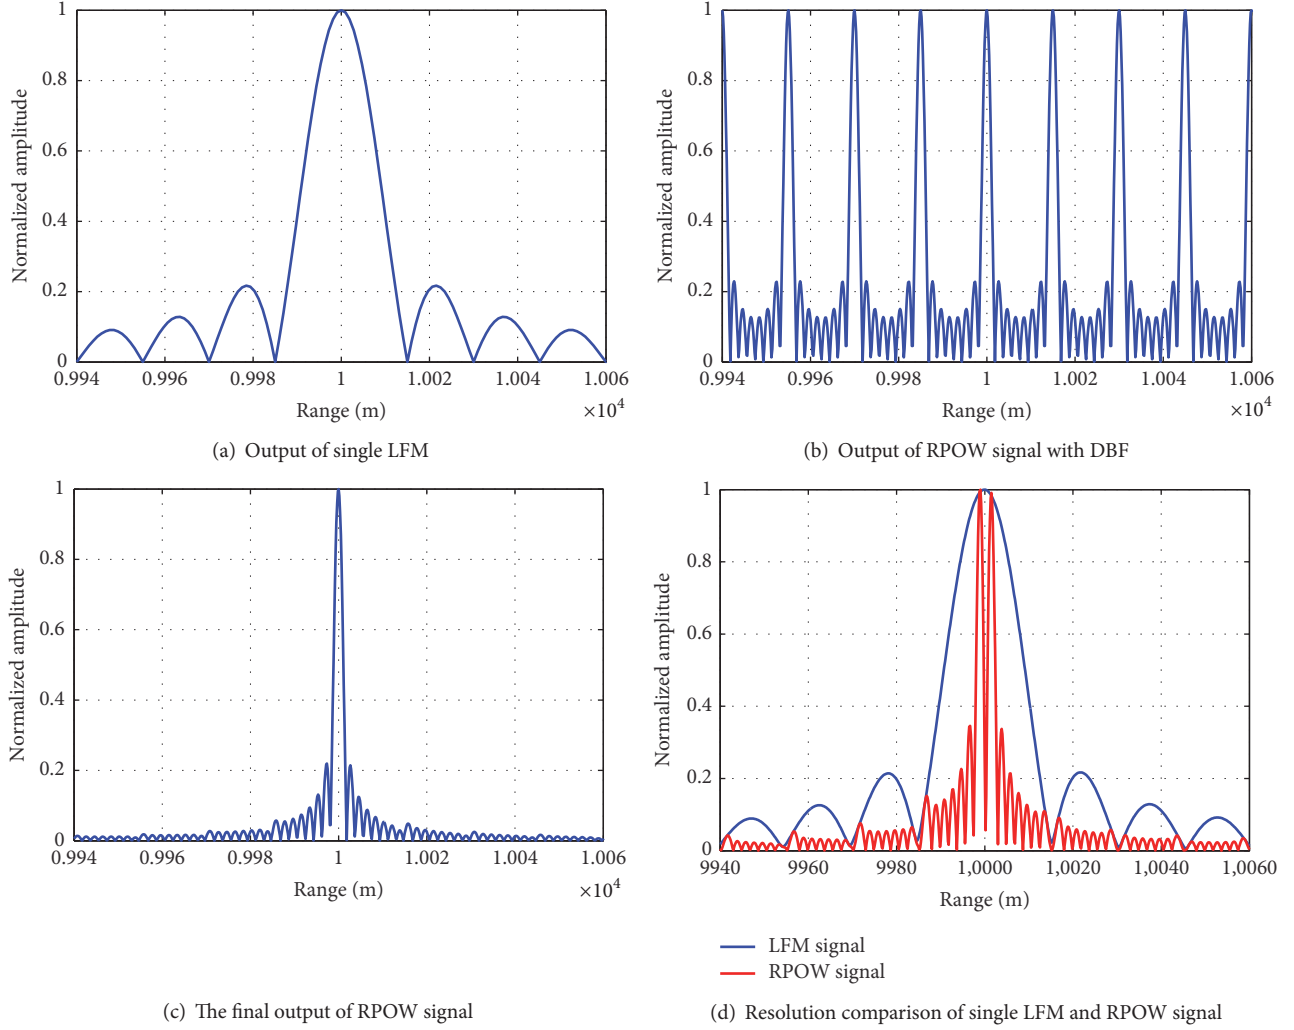 1
0.8
0.6
0.4
0.2
0
Normalized amplitude
0.994 0.996 0.998 1 1.002 1.004 1.006
×10⁴
Range (m)
(a) Output of single LFM
1
0.8
0.6
0.4
0.2
0
Normalized amplitude
0.994 0.996 0.998 1 1.002 1.004 1.006
×10⁴
Range (m)
(b) Output of RPOW signal with DBF
1
0.8
0.6
0.4
0.2
0
Normalized amplitude
0.994 0.996 0.998 1 1.002 1.004 1.006
×10⁴
Range (m)
(c) The final output of RPOW signal
1
0.8
0.6
0.4
0.2
0
Normalized amplitude
9940 9960 9980 1,0000 1,0020 1,0040 1,0060
Range (m)
LFM signal
RPOW signal
(d) Resolution comparison of single LFM and RPOW signal